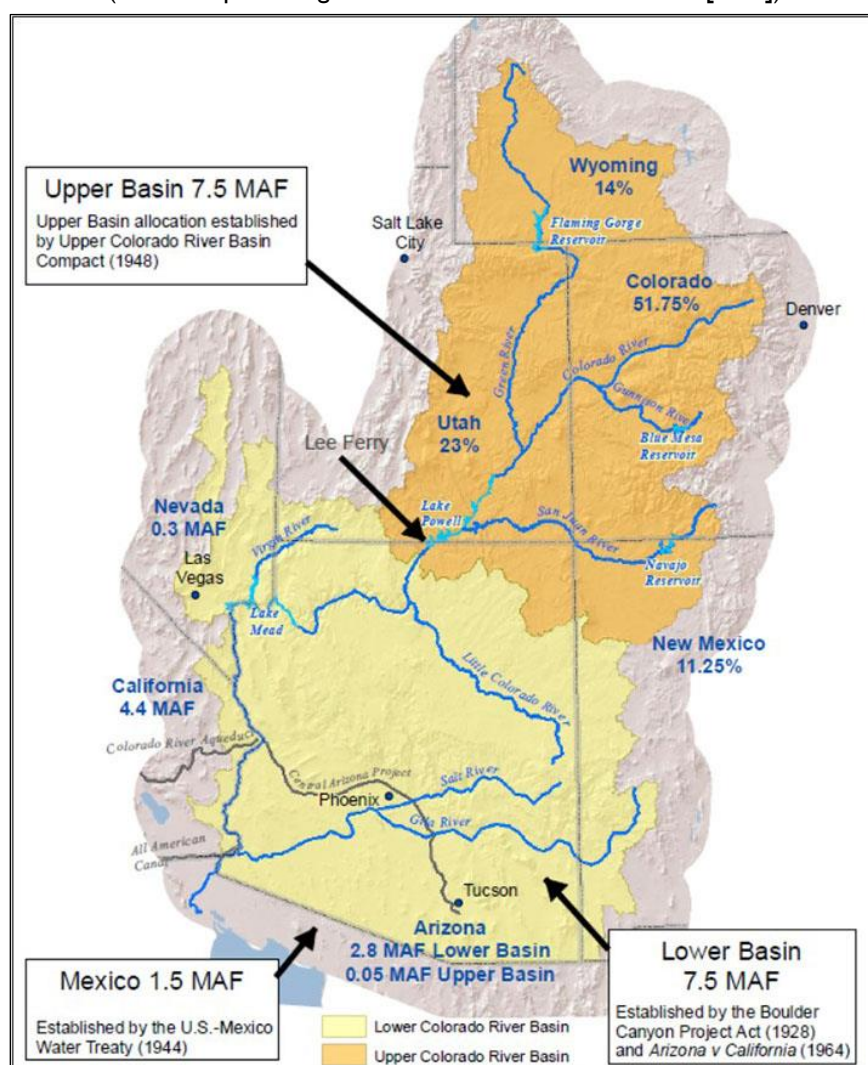 Upper Basin 7.5 MAF
Upper Basin allocation established
by Upper Colorado River Basin
Compact (1948)
Wyoming
14%
Flaming Gorge
Reservoir
Salt Lake
City
Colorado
51.75%
Denver
Green River
Colorado River
Gunnison River
Blue Mesa
Reservoir
Utah
23%
Lee Ferry
Lake
Powell
San Juan River
Navajo
Reservoir
Nevada
0.3 MAF
Virgin River
Las
Vegas
Lake
Mead
New Mexico
11.25%
Little Colorado River
California
4.4 MAF
Colorado River Aqueduct
Central Arizona Project
Salt River
Phoenix
Gila River
All American
Canal
Tucson
Arizona
2.8 MAF Lower Basin
0.05 MAF Upper Basin
Mexico 1.5 MAF
Established by the U.S.-Mexico
Water Treaty (1944)
Lower Basin
7.5 MAF
Established by the Boulder
Canyon Project Act (1928)
and Arizona v California (1964)
Lower Colorado River Basin
Upper Colorado River Basin